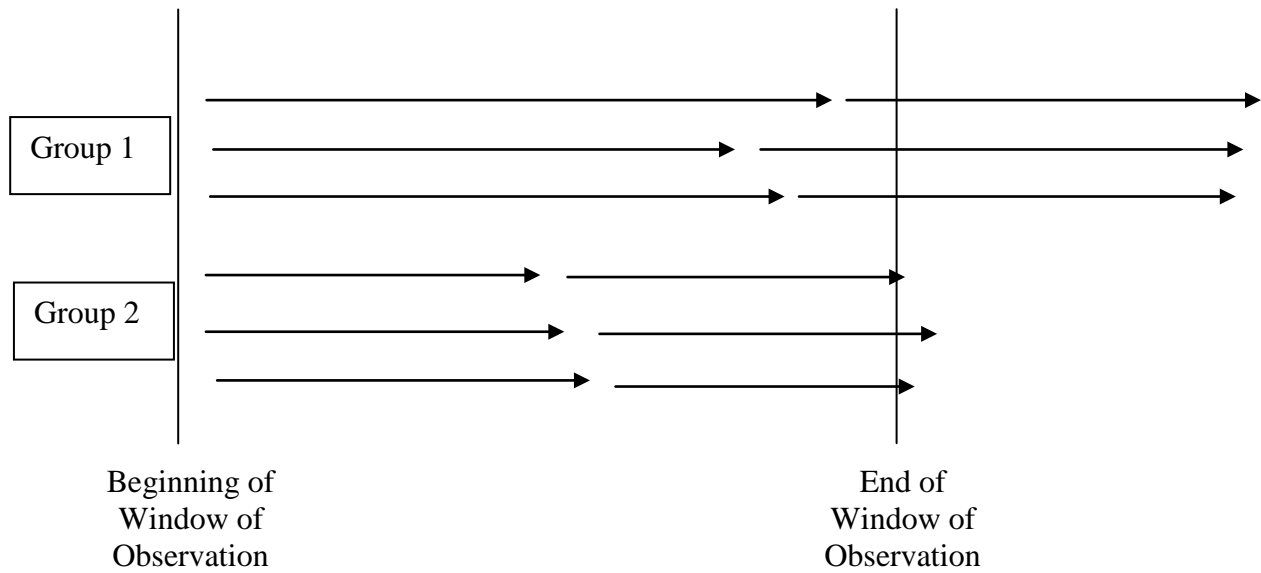 Group 1
Group 2
Beginning of
Window of
Observation
End of
Window of
Observation